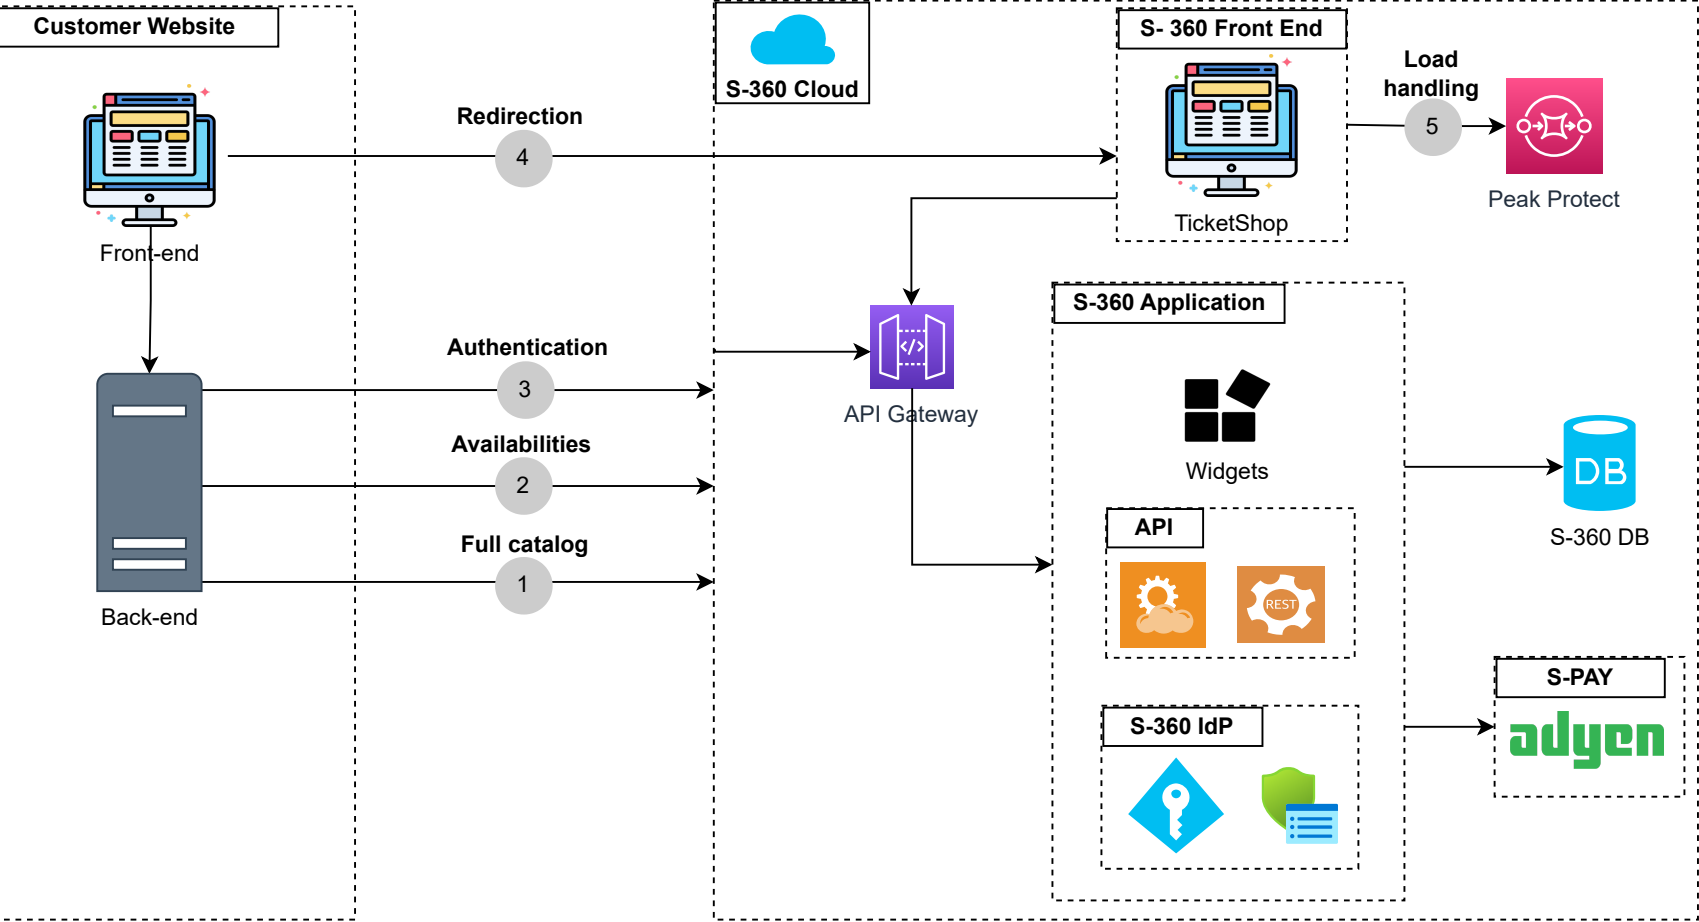 Customer Website
S-360 Cloud
S- 360 Front End
Load
handling
5
Peak Protect
TicketShop
Redirection
4
Front-end
S-360 Application
Authentication
3
</>
API Gateway
Availabilities
2
Widgets
DB
S-360 DB
Full catalog
1
API
REST
Back-end
S-PAY
adyen
S-360 IdP